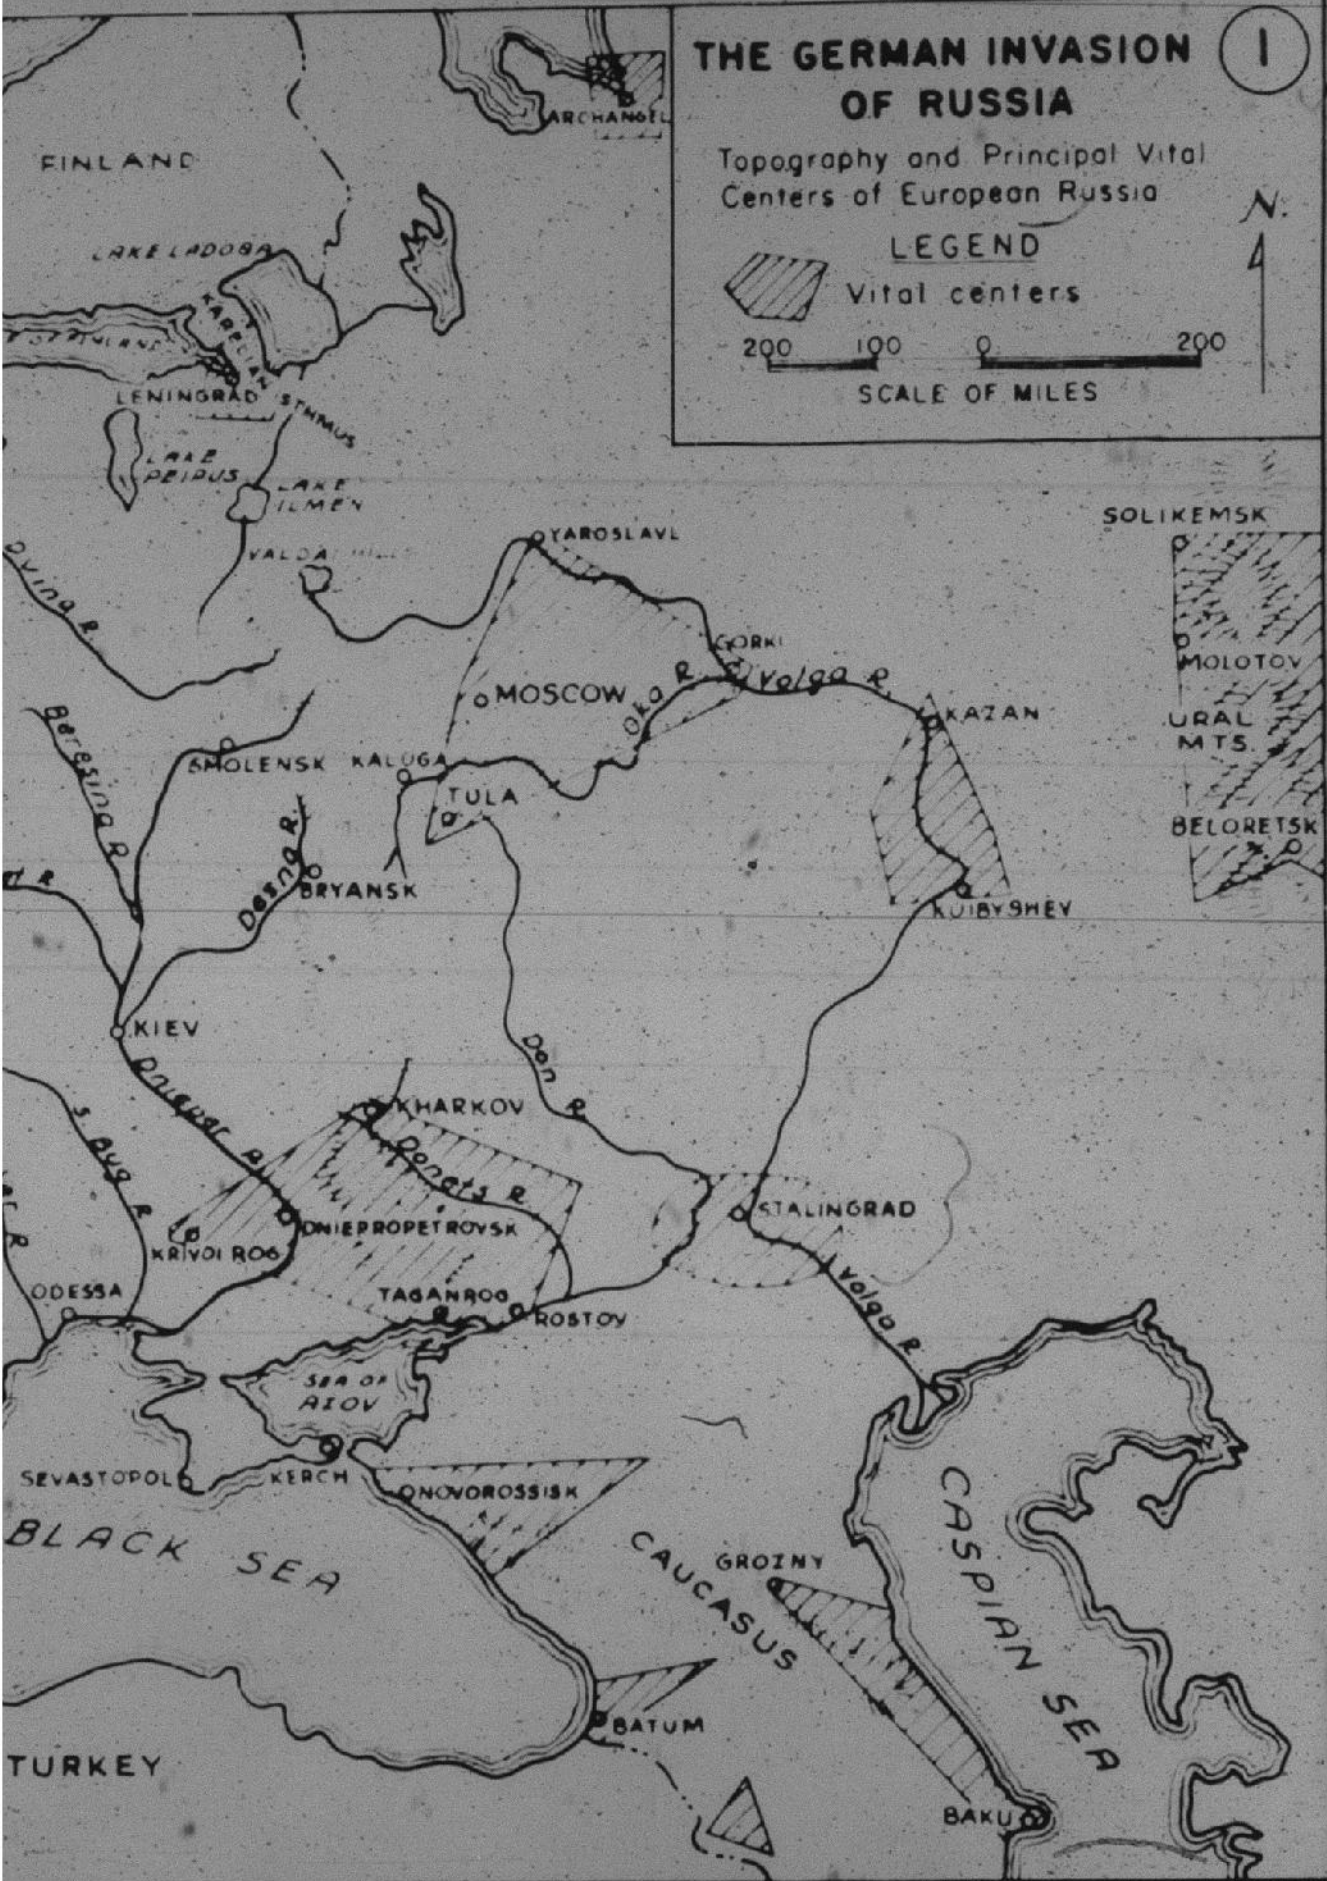 THE GERMAN INVASION
OF RUSSIA
1
Topography and Principal Vital
Centers of European Russia
LEGEND
Vital centers
N.
200 100 0 200
SCALE OF MILES
ARCHANGEL
FINLAND
LAKE LADOGA
KARELIAN ISTHMUS
LENINGRAD
LAKE
PEIPUS
LAKE
ILMEN
VALDAI HILLS
Dvina R.
YAROSLAVL
GORKI
MOSCOW
Oka R.
Volga R.
KAZAN
SOLIKEMSK
MOLOTOV
URAL
MTS.
BELORETSK
Beresina R.
SMOLENSK
KALUGA
TULA
Desna R.
BRYANSK
KUIBYSHEV
KIEV
Dnieper R.
Don R.
KHARKOV
Donets R.
S. Bug R.
DNIEPROPETROVSK
KRIVOI ROG
STALINGRAD
Volga R.
ODESSA
TAGANROG
ROSTOV
SEA OF
AZOV
SEVASTOPOL
KERCH
NOVOROSSISK
BLACK SEA
CAUCASUS
GROZNY
CASPIAN SEA
BATUM
TURKEY
BAKU